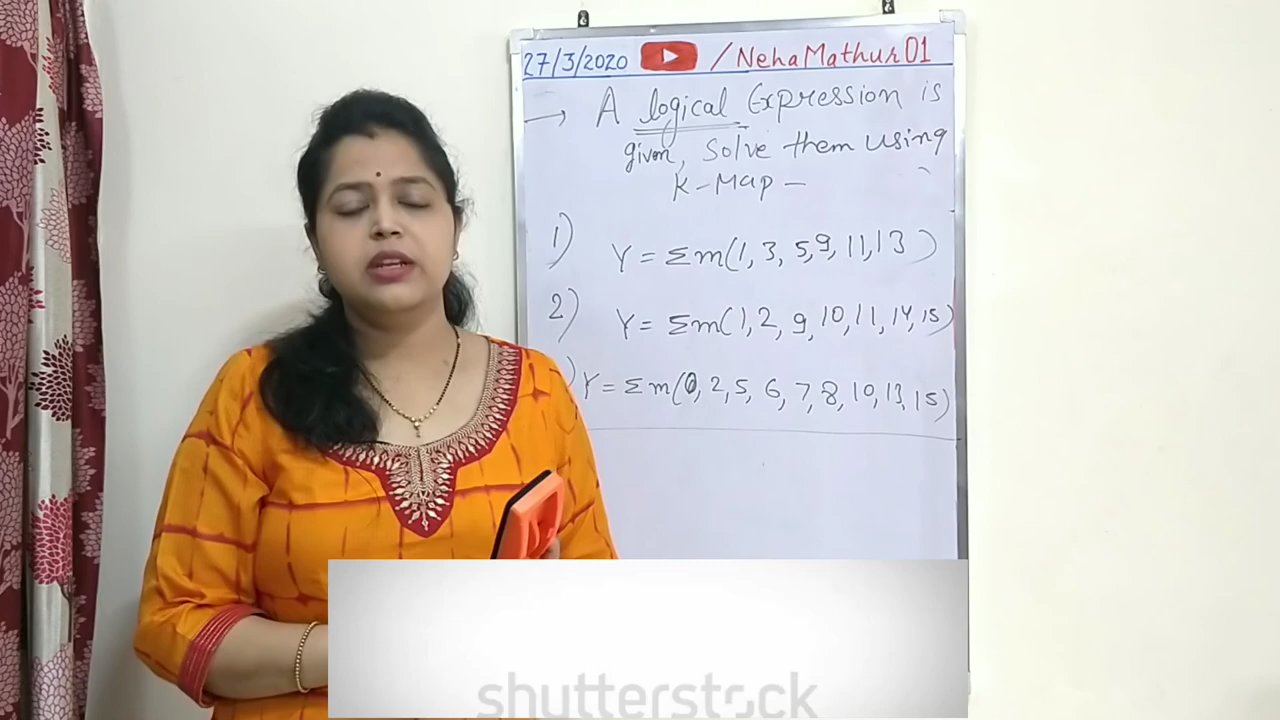 27/3/2020 /NehaMathur01
→ A logical Expression is
given, Solve them using
K-Map -
1) Y = Σm(1, 3, 5, 9, 11, 13)
2) Y = Σm(1, 2, 9, 10, 11, 14, 15)
) Y = Σm(0, 2, 5, 6, 7, 8, 10, 13, 15)
shutterstock